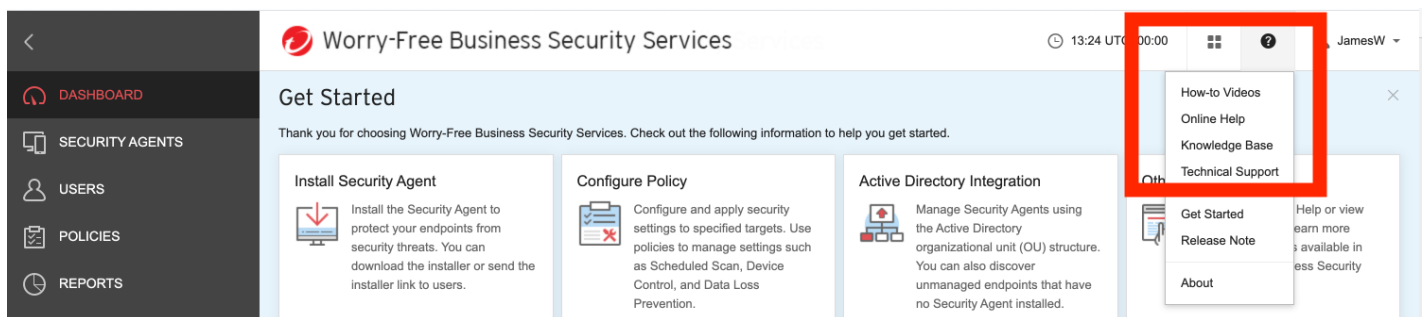 Worry-Free Business Security Services
13:24 UTC 00:00
JamesW
DASHBOARD
SECURITY AGENTS
USERS
POLICIES
REPORTS
Get Started
Thank you for choosing Worry-Free Business Security Services. Check out the following information to help you get started.
Install Security Agent
Install the Security Agent to
protect your endpoints from
security threats. You can
download the installer or send the
installer link to users.
Configure Policy
Configure and apply security
settings to specified targets. Use
policies to manage settings such
as Scheduled Scan, Device
Control, and Data Loss
Prevention.
Active Directory Integration
Manage Security Agents using
the Active Directory
organizational unit (OU) structure.
You can also discover
unmanaged endpoints that have
no Security Agent installed.
Help or view
earn more
available in
ess Security
How-to Videos
Online Help
Knowledge Base
Technical Support
Get Started
Release Note
About